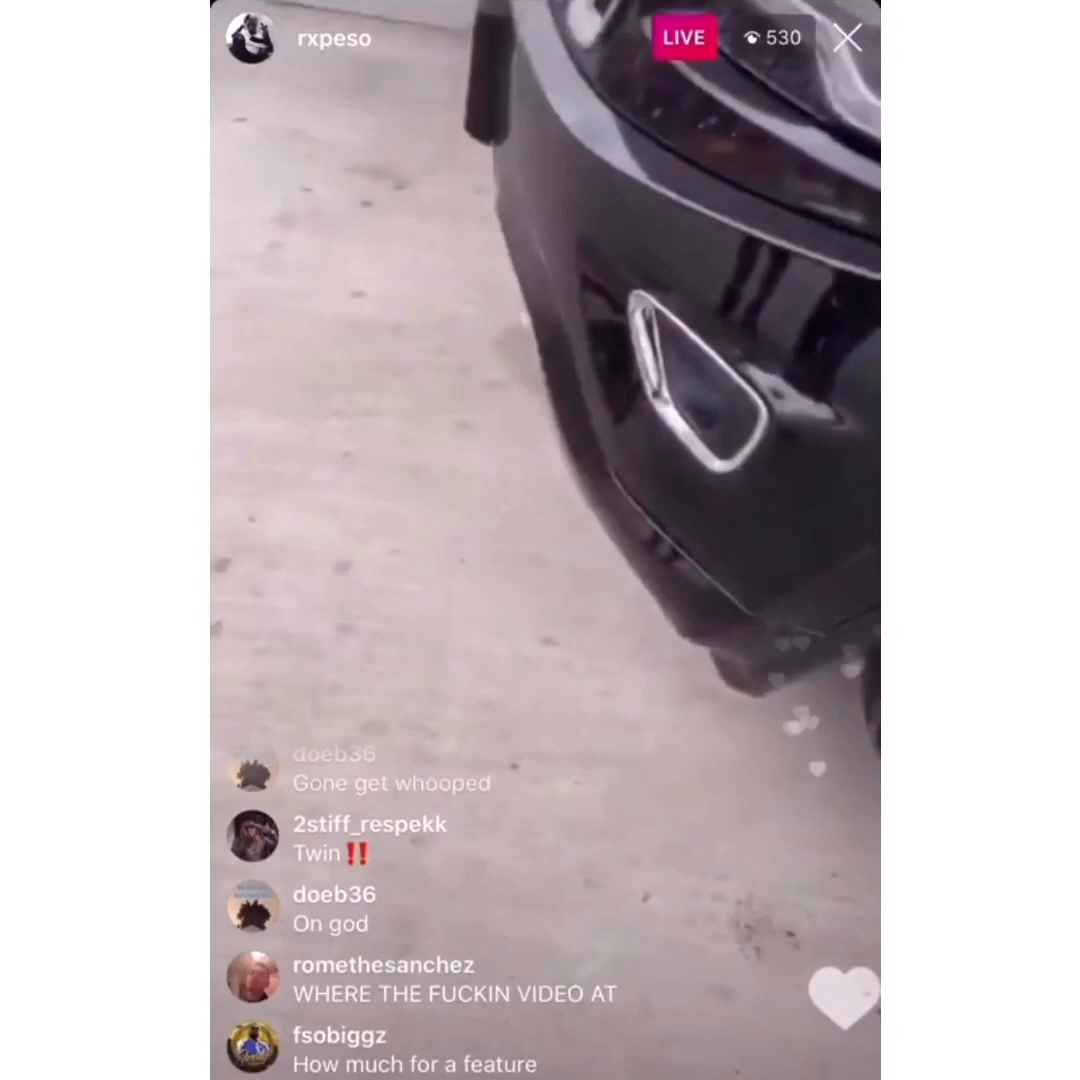 rxpeso
LIVE
530
doeb36
Gone get whooped
2stiff_respekk
Twin‼️
doeb36
On god
romethesanchez
WHERE THE FUCKIN VIDEO AT
fsobiggz
How much for a feature